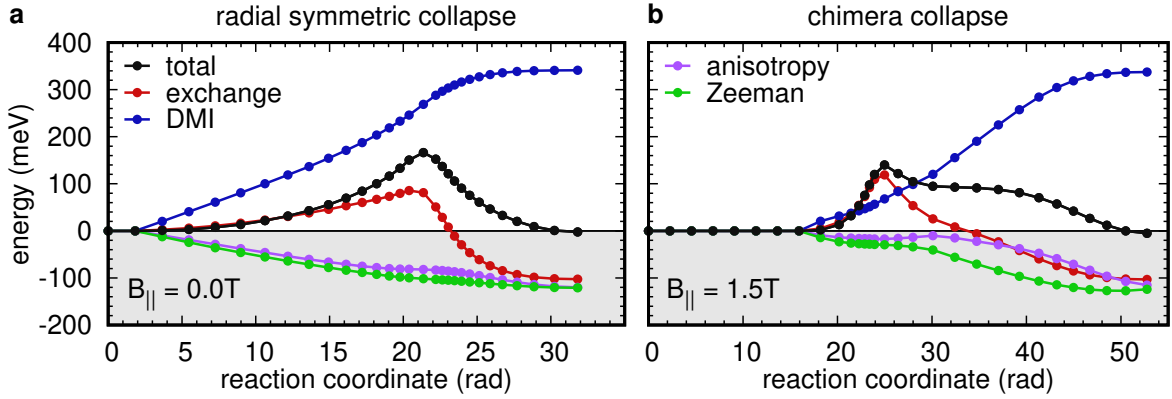 a radial symmetric collapse
b chimera collapse
energy (meV)
400
300
200
100
0
-100
-200
total
exchange
DMI
B|| = 0.0T
0 5 10 15 20 25 30
reaction coordinate (rad)
anisotropy
Zeeman
B|| = 1.5T
0 10 20 30 40 50
reaction coordinate (rad)